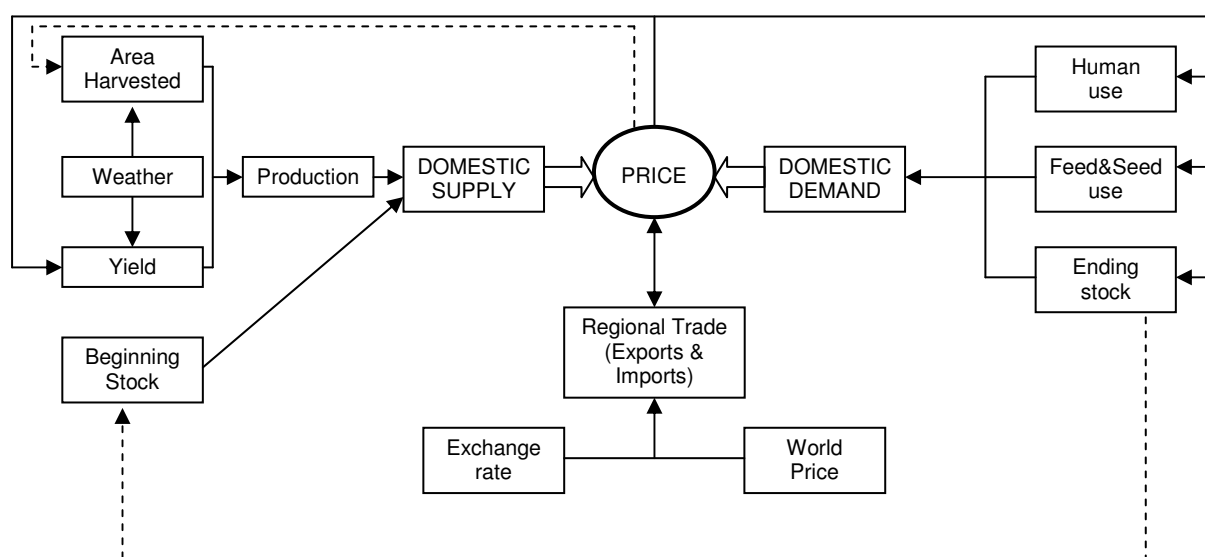 Area
Harvested
Weather
Yield
Beginning
Stock
Production
DOMESTIC
SUPPLY
PRICE
DOMESTIC
DEMAND
Regional Trade
(Exports &
Imports)
Exchange
rate
World
Price
Human
use
Feed&Seed
use
Ending
stock